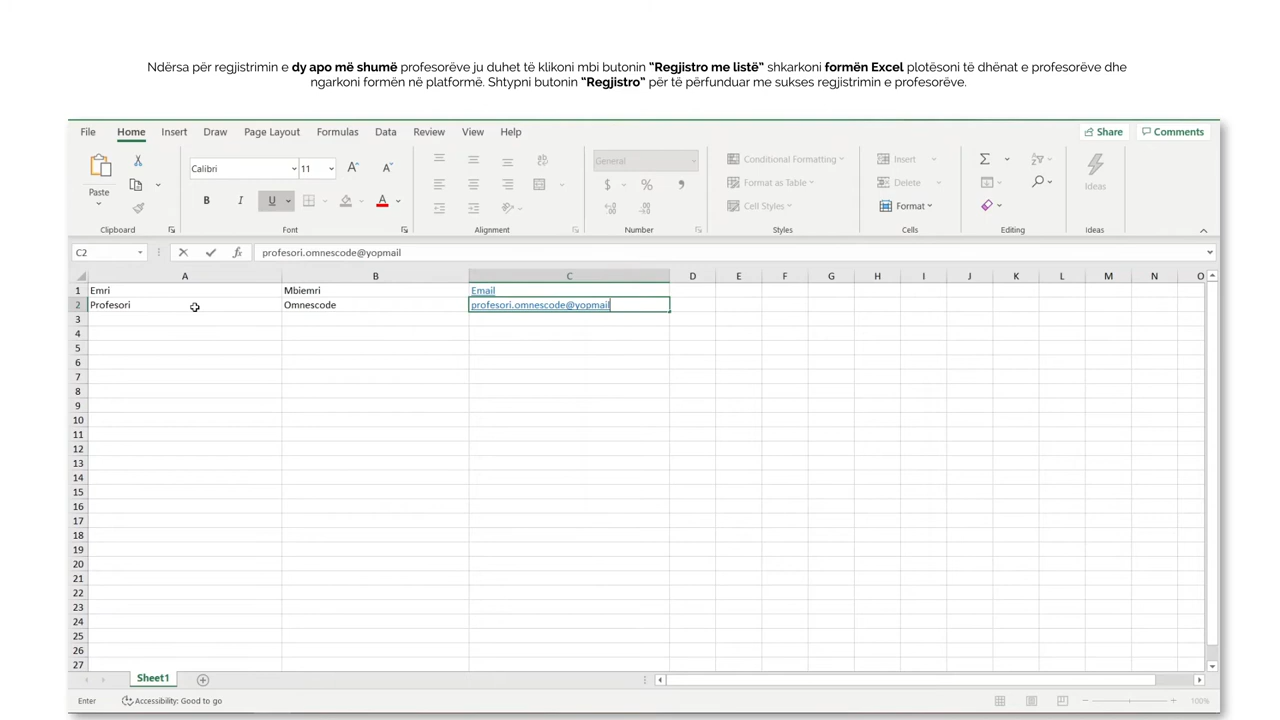 Ndërsa për regjistrimin e dy apo më shumë profesorëve ju duhet të klikoni mbi butonin “Regjistro me listë” shkarkoni formën Excel plotësoni të dhënat e profesorëve dhe
ngarkoni formën në platformë. Shtypni butonin “Regjistro” për të përfunduar me sukses regjistrimin e profesorëve.
File Home Insert Draw Page Layout Formulas Data Review View Help Share Comments
Calibri 11 General Conditional Formatting Insert
Paste Format as Table Delete Ideas
B I U A $ % Cell Styles Format
Clipboard Font Alignment Number Styles Cells Editing Ideas
C2 fx profesori.omnescode@yopmail
A B C D E F G H I J K L M N O
1 Emri Mbiemri Email
2 Profesori Omnescode profesori.omnescode@yopmail
3
4
5
6
7
8
9
10
11
12
13
14
15
16
17
18
19
20
21
22
23
24
25
26
27
Sheet1
Enter Accessibility: Good to go 100%